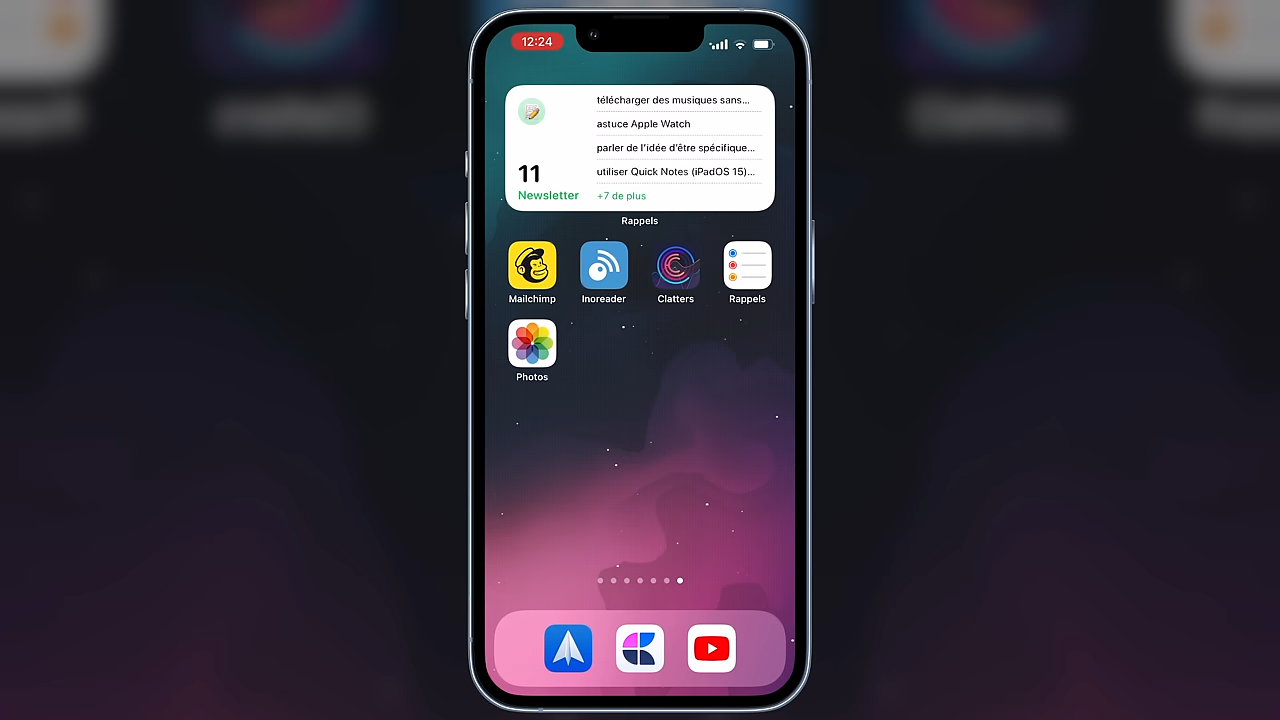 12:24
télécharger des musiques sans...
astuce Apple Watch
parler de l'idée d'être spécifique...
utiliser Quick Notes (iPadOS 15)...
11
Newsletter
+7 de plus
Rappels
Mailchimp
Inoreader
Clatters
Rappels
Photos